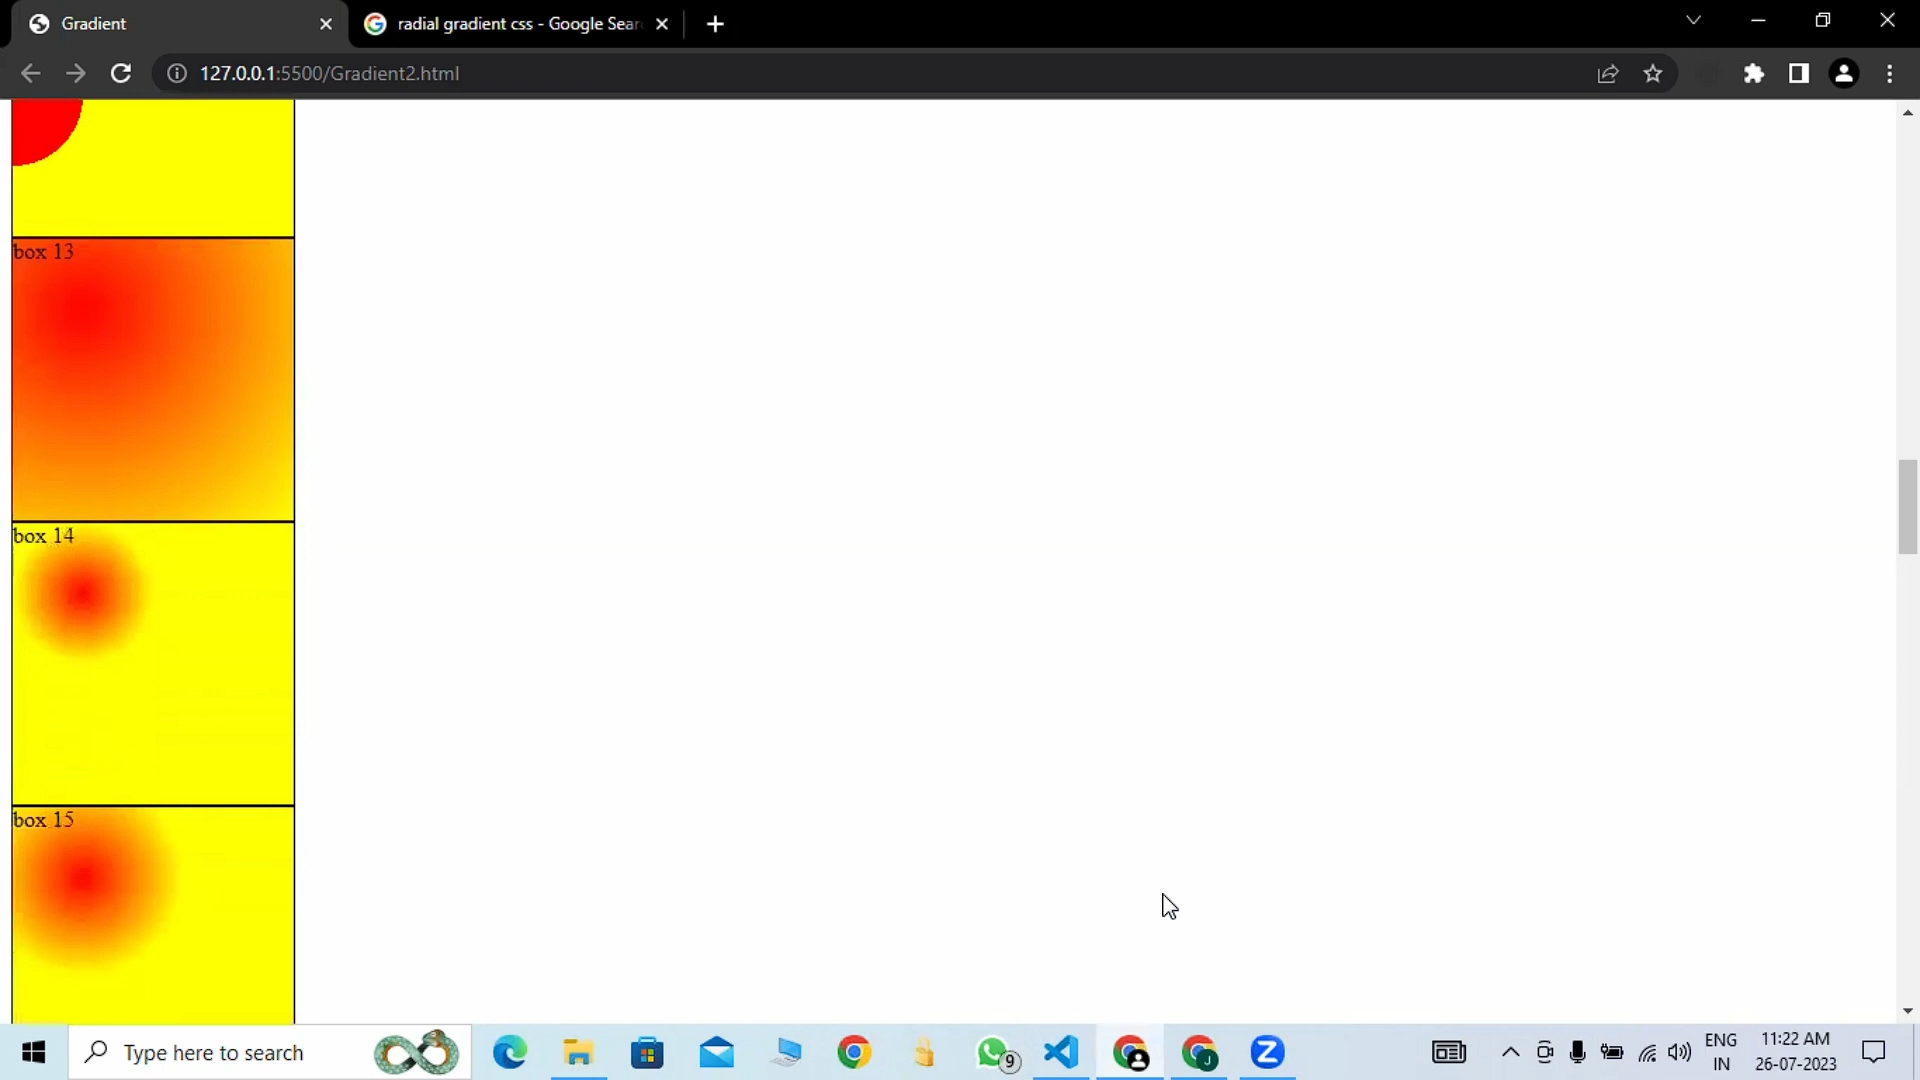 Gradient
radial gradient css - Google Sear
127.0.0.1:5500/Gradient2.html
box 13
box 14
box 15
Type here to search
9
J
Z
ENG
IN
11:22 AM
26-07-2023